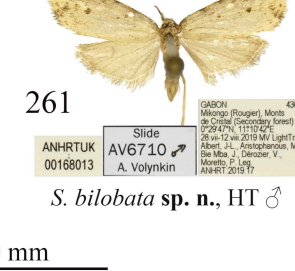 261
GABON 43
Mikongo (Rougier), Monts
de Cristal (Secondary forest)
0°29'47"N, 11°10'42"E
28.vii-12.viii.2019 MV LightTr
Albert, J-L., Aristophanous, M
Bie Mba, J., Dérozier, V.,
Moretto, P. Leg.
ANHRT:2019.17
ANHRTUK
00168013
Slide
AV6710 ♂
A. Volynkin
S. bilobata sp. n., HT ♂
mm